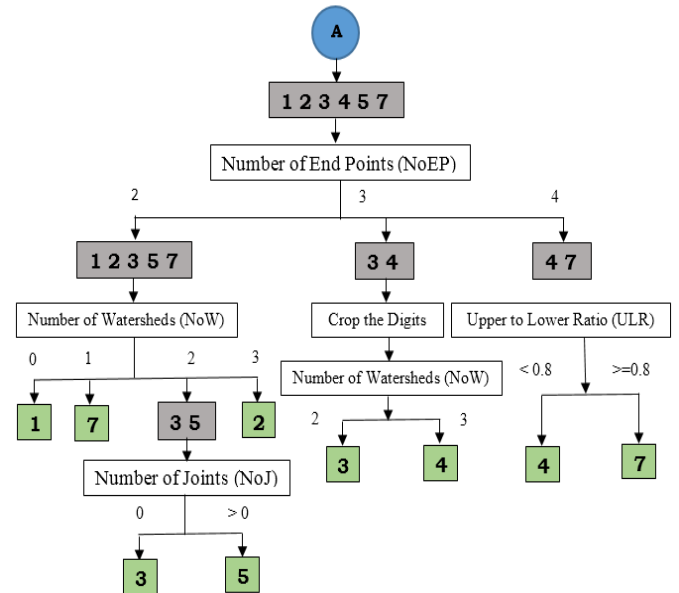 A
1 2 3 4 5 7
Number of End Points (NoEP)
2 3 4
1 2 3 5 7 3 4 4 7
Number of Watersheds (NoW) Crop the Digits Upper to Lower Ratio (ULR)
0 1 2 3 Number of Watersheds (NoW) < 0.8 >=0.8
1 7 3 5 2 2 3
3 4 4 7
Number of Joints (NoJ)
0 > 0
3 5